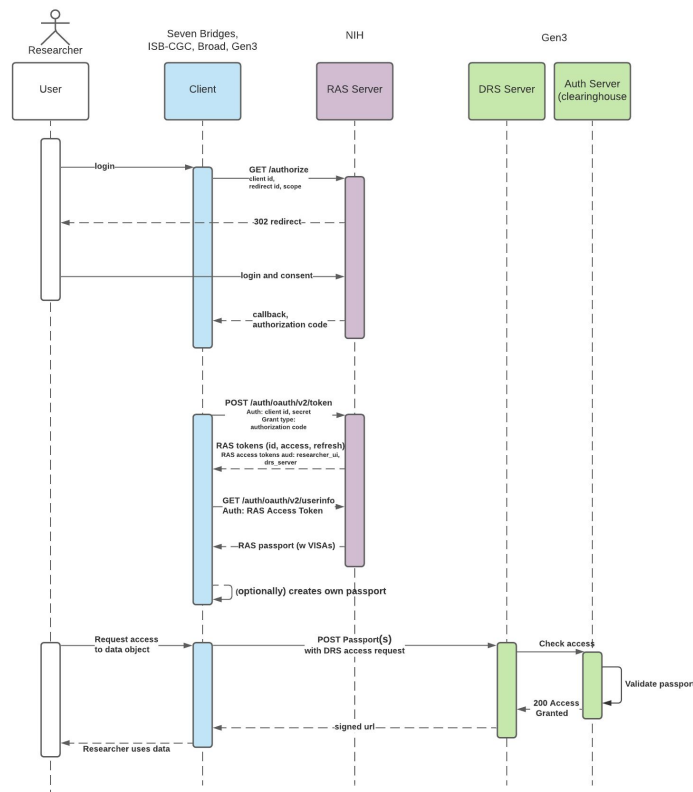 Seven Bridges,
ISB-CGC, Broad, Gen3
NIH
Gen3
Researcher
User
Client
RAS Server
DRS Server
Auth Server
(clearinghouse
login
GET /authorize
client id,
redirect id, scope
302 redirect
login and consent
callback,
authorization code
POST /auth/oauth/v2/token
Auth: client id, secret
Grant type:
authorization code
RAS tokens (id, access, refresh)
RAS access tokens aud: researcher_ui,
drs_server
GET /auth/oauth/v2/userinfo
Auth: RAS Access Token
RAS passport (w VISAs)
(optionally) creates own passport
Request access
to data object
POST Passport(s)
with DRS access request
Check access
Validate passport
200 Access
Granted
signed url
Researcher uses data